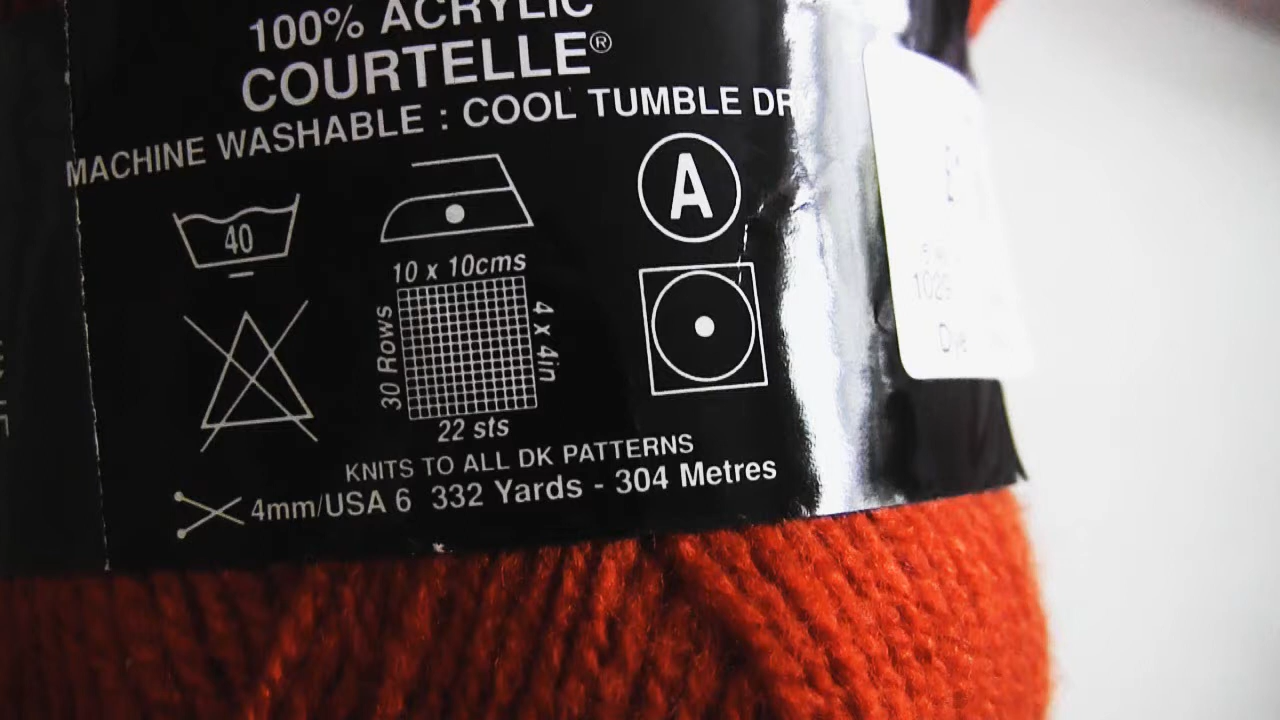 100% ACRYLIC
COURTELLE®
MACHINE WASHABLE : COOL TUMBLE DRY
40
A
10 x 10cms
30 Rows
4 x 4in
22 sts
KNITS TO ALL DK PATTERNS
4mm/USA 6 332 Yards - 304 Metres